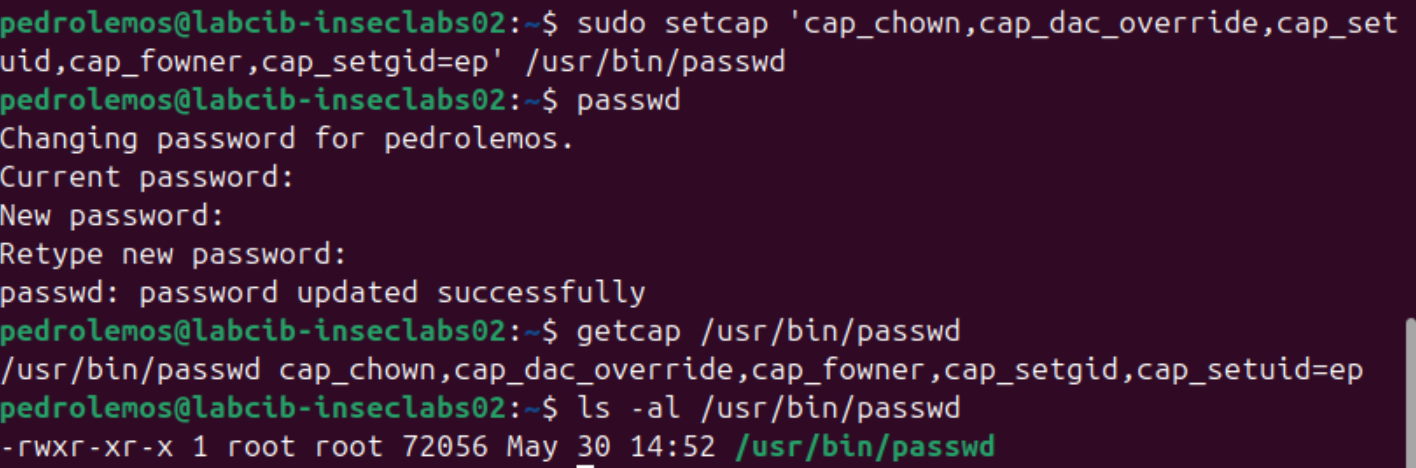 pedrolemos@labcib-inseclabs02:~$ sudo setcap 'cap_chown,cap_dac_override,cap_set
uid,cap_fowner,cap_setgid=ep' /usr/bin/passwd
pedrolemos@labcib-inseclabs02:~$ passwd
Changing password for pedrolemos.
Current password:
New password:
Retype new password:
passwd: password updated successfully
pedrolemos@labcib-inseclabs02:~$ getcap /usr/bin/passwd
/usr/bin/passwd cap_chown,cap_dac_override,cap_fowner,cap_setgid,cap_setuid=ep
pedrolemos@labcib-inseclabs02:~$ ls -al /usr/bin/passwd
-rwxr-xr-x 1 root root 72056 May 30 14:52 /usr/bin/passwd